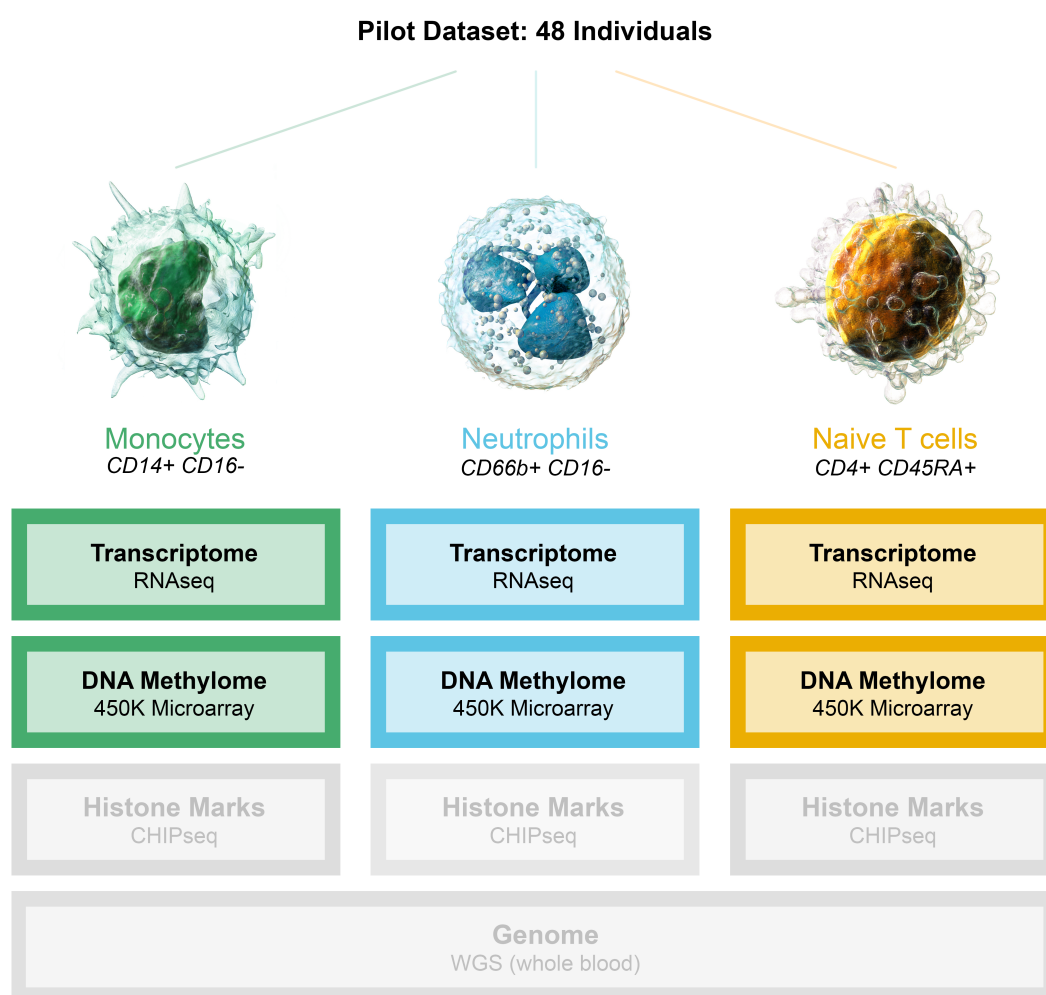 Pilot Dataset: 48 Individuals
Monocytes
CD14+ CD16-
Neutrophils
CD66b+ CD16-
Naive T cells
CD4+ CD45RA+
Transcriptome
RNAseq
Transcriptome
RNAseq
Transcriptome
RNAseq
DNA Methylome
450K Microarray
DNA Methylome
450K Microarray
DNA Methylome
450K Microarray
Histone Marks
CHIPseq
Histone Marks
CHIPseq
Histone Marks
CHIPseq
Genome
WGS (whole blood)